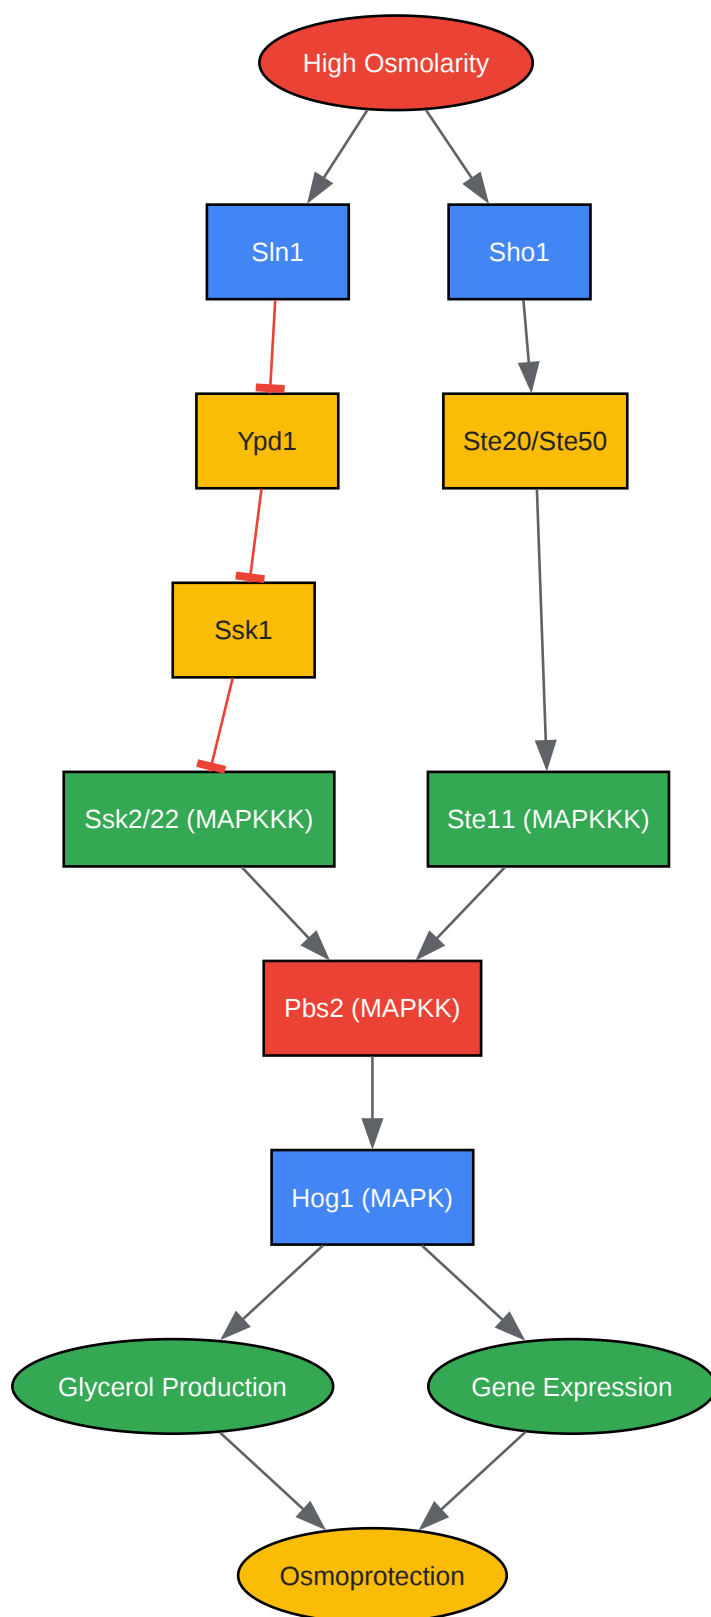 High Osmolarity
Sln1
Sho1
Ypd1
Ste20/Ste50
Ssk1
Ssk2/22 (MAPKKK)
Ste11 (MAPKKK)
Pbs2 (MAPKK)
Hog1 (MAPK)
Glycerol Production
Gene Expression
Osmoprotection